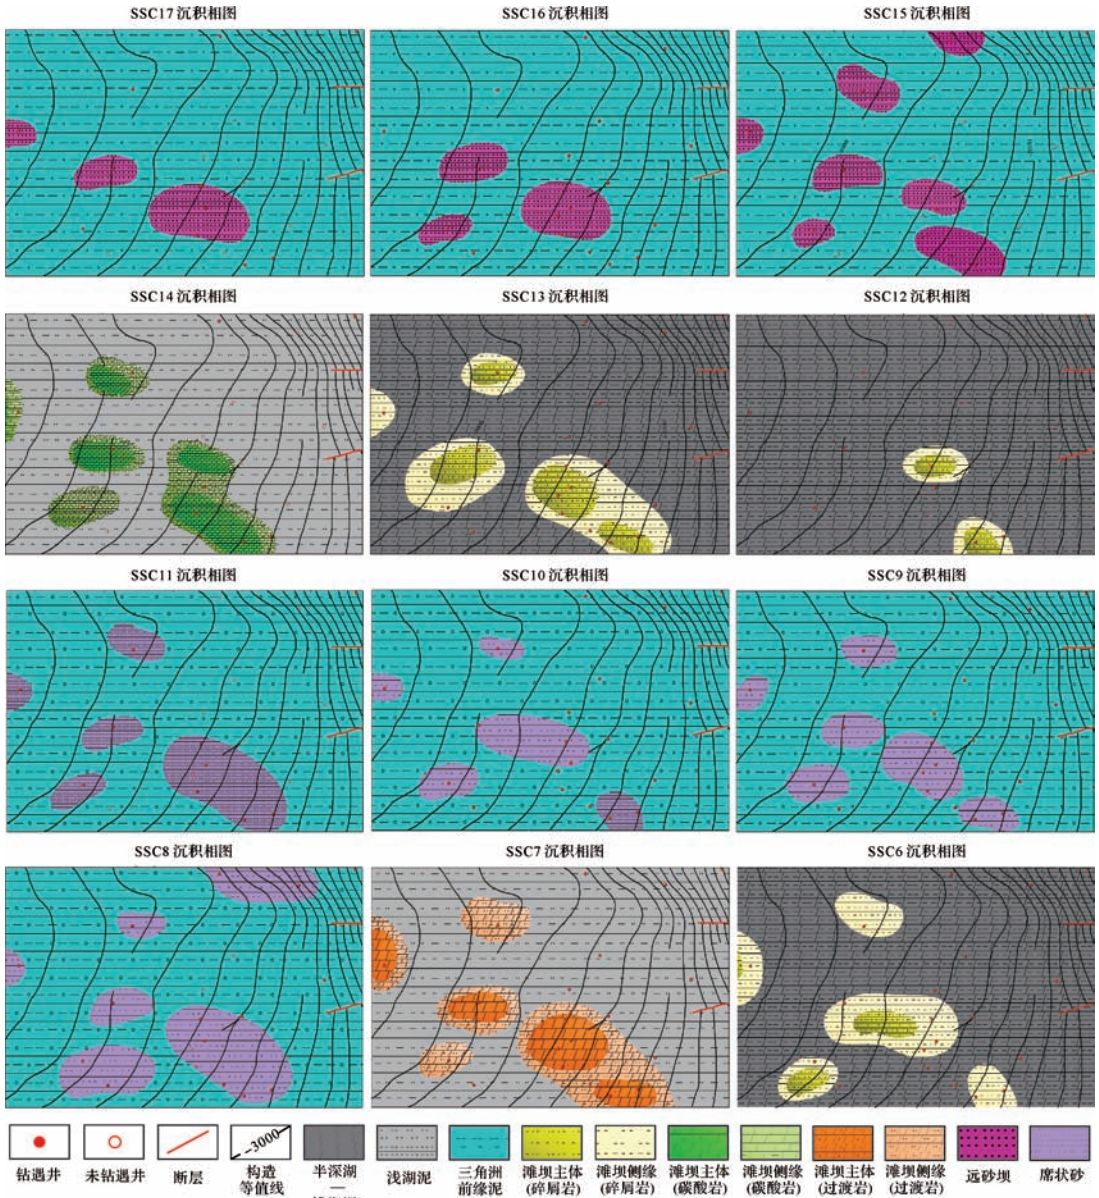 SSC17 沉积相图
SSC16 沉积相图
SSC15 沉积相图
SSC14 沉积相图
SSC13 沉积相图
SSC12 沉积相图
SSC11 沉积相图
SSC10 沉积相图
SSC9 沉积相图
SSC8 沉积相图
SSC7 沉积相图
SSC6 沉积相图
-3000
钻遇井
未钻遇井
断层
构造
等值线
半深湖
—
浅湖泥
三角洲
前缘泥
滩坝主体
(碎屑岩)
滩坝侧缘
(碎屑岩)
滩坝主体
(碳酸岩)
滩坝侧缘
(碳酸岩)
滩坝主体
(过渡岩)
滩坝侧缘
(过渡岩)
远砂坝
席状砂